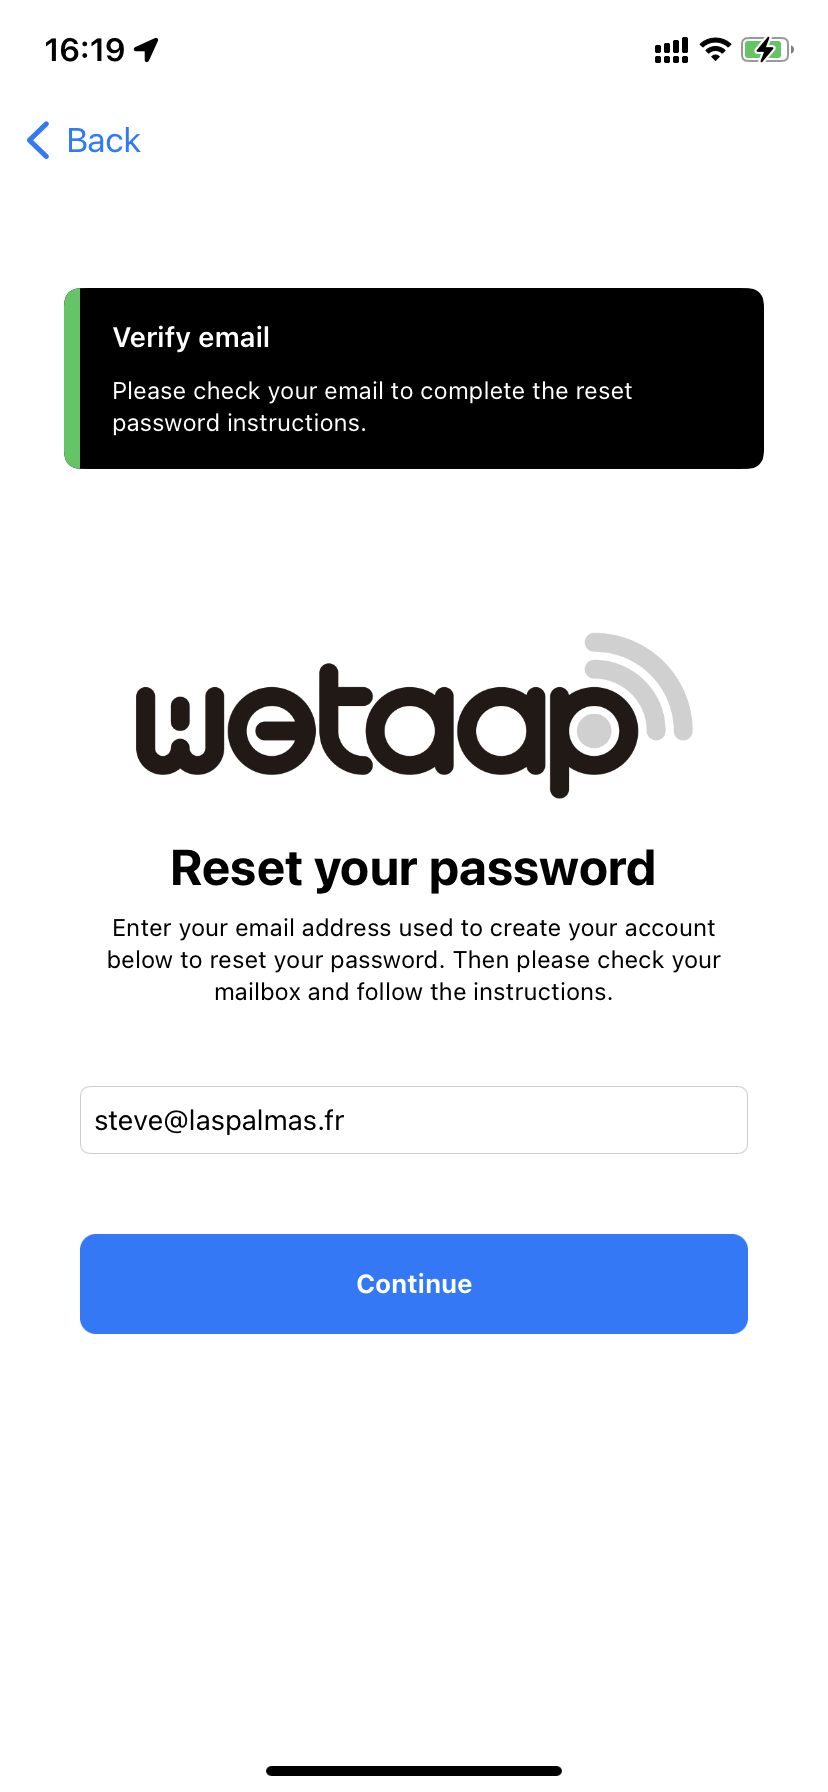 16:19
Back
Verify email
Please check your email to complete the reset
password instructions.
wetaap
Reset your password
Enter your email address used to create your account
below to reset your password. Then please check your
mailbox and follow the instructions.
steve@laspalmas.fr
Continue